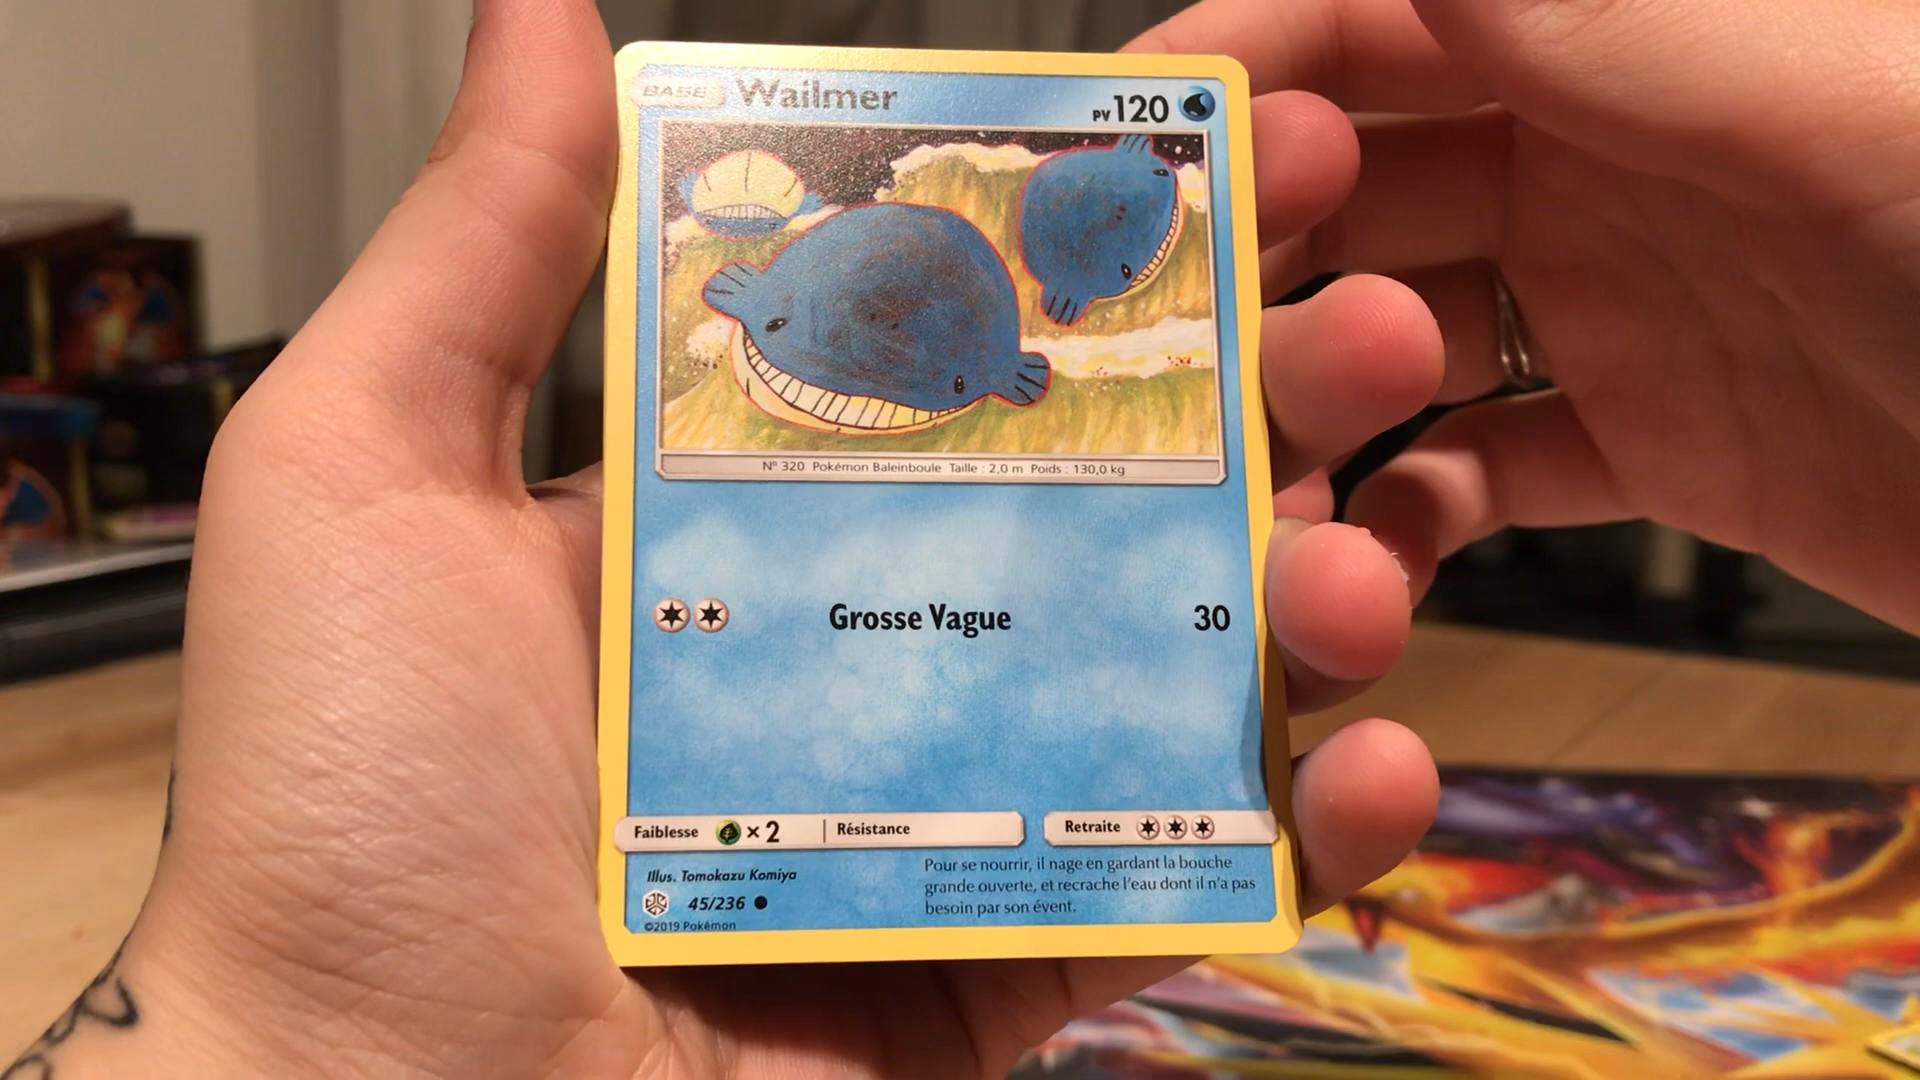 BASE Wailmer PV 120
N° 320 Pokémon Baleinboule Taille : 2,0 m Poids : 130,0 kg
Grosse Vague 30
Faiblesse × 2 Résistance Retraite
Illus. Tomokazu Komiya
45/236
©2019 Pokémon
Pour se nourrir, il nage en gardant la bouche
grande ouverte, et recrache l'eau dont il n'a pas
besoin par son évent.